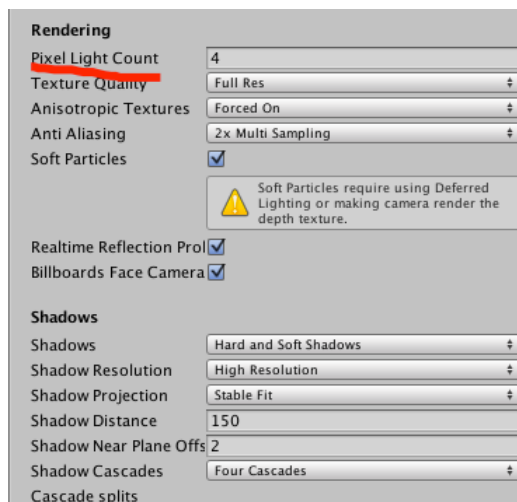 Rendering
Pixel Light Count 4
Texture Quality Full Res
Anisotropic Textures Forced On
Anti Aliasing 2x Multi Sampling
Soft Particles
Soft Particles require using Deferred
Lighting or making camera render the
depth texture.
Realtime Reflection Prol
Billboards Face Camera
Shadows
Shadows Hard and Soft Shadows
Shadow Resolution High Resolution
Shadow Projection Stable Fit
Shadow Distance 150
Shadow Near Plane Offs 2
Shadow Cascades Four Cascades
Cascade splits